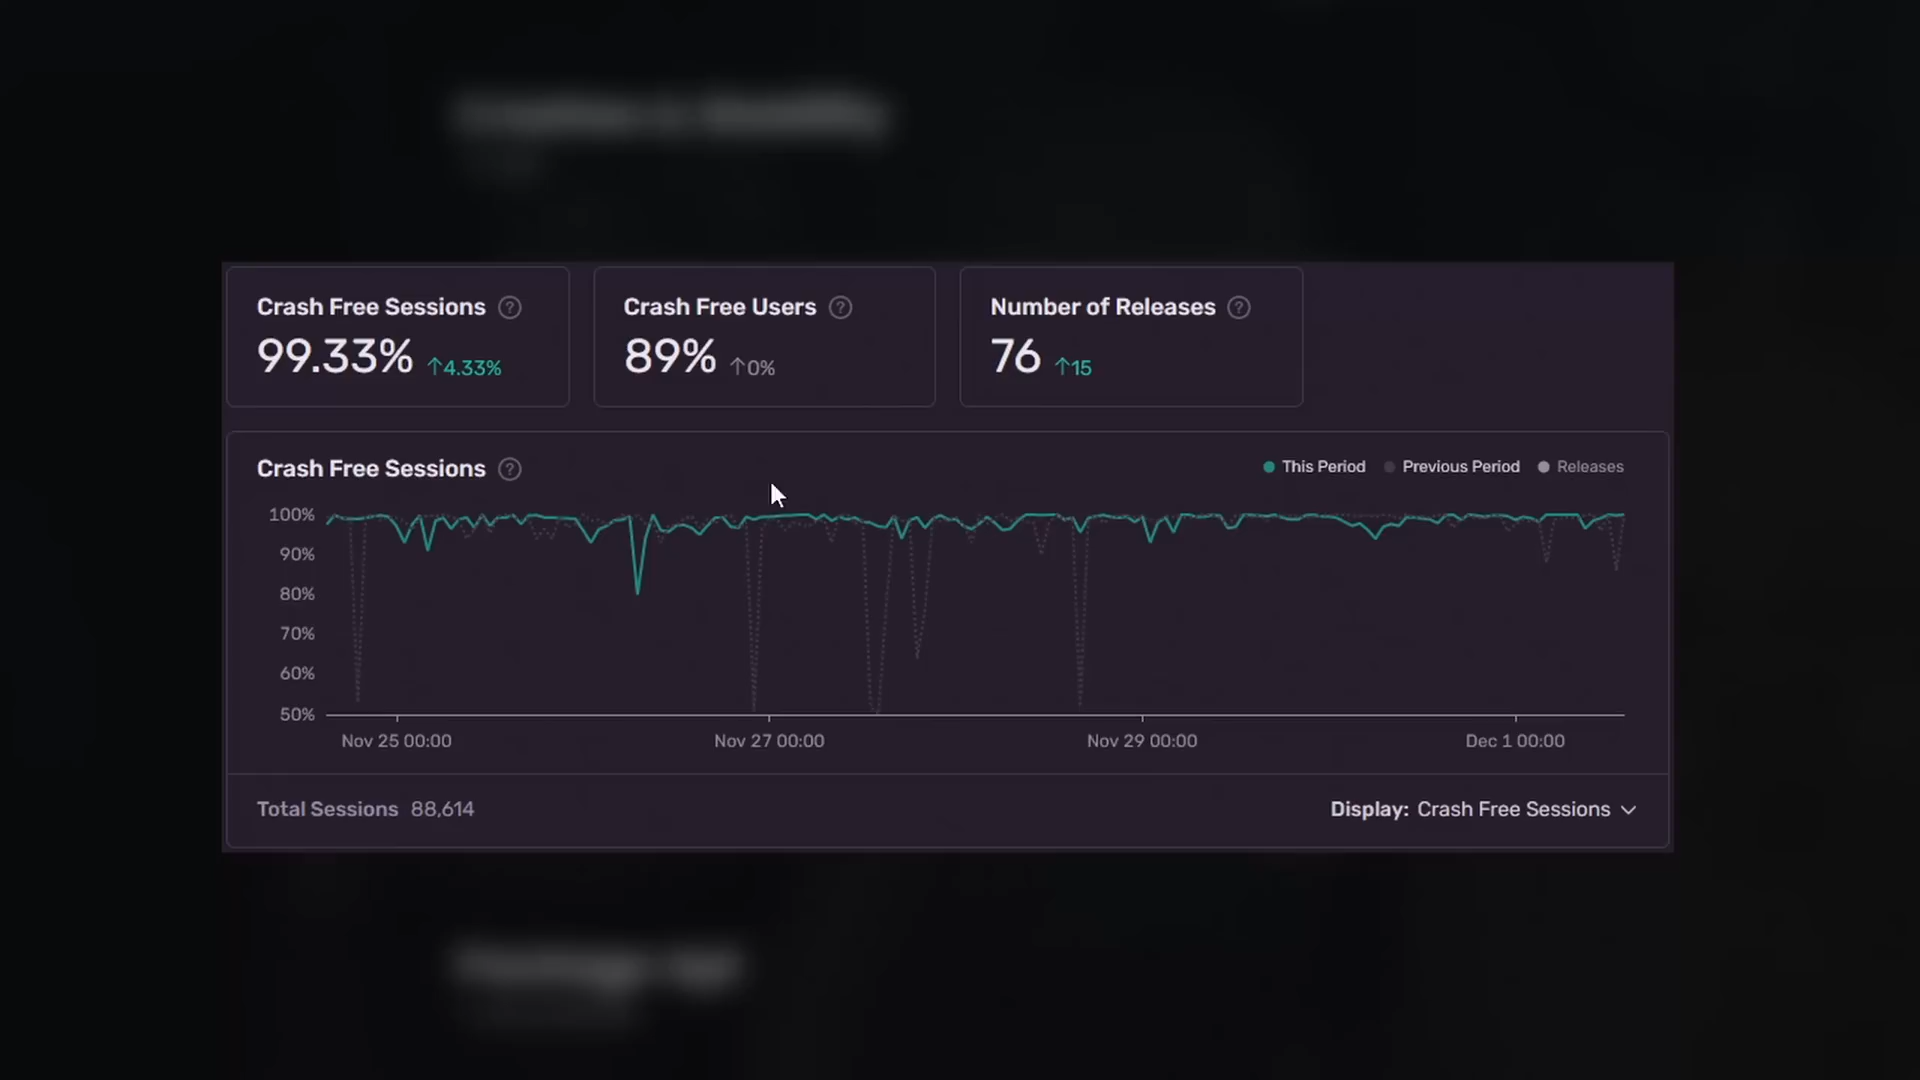 Crash Free Sessions
99.33% ↑4.33%
Crash Free Users
89% ↑0%
Number of Releases
76 ↑15
Crash Free Sessions
This Period
Previous Period
Releases
100%
90%
80%
70%
60%
50%
Nov 25 00:00
Nov 27 00:00
Nov 29 00:00
Dec 1 00:00
Total Sessions 88,614
Display: Crash Free Sessions